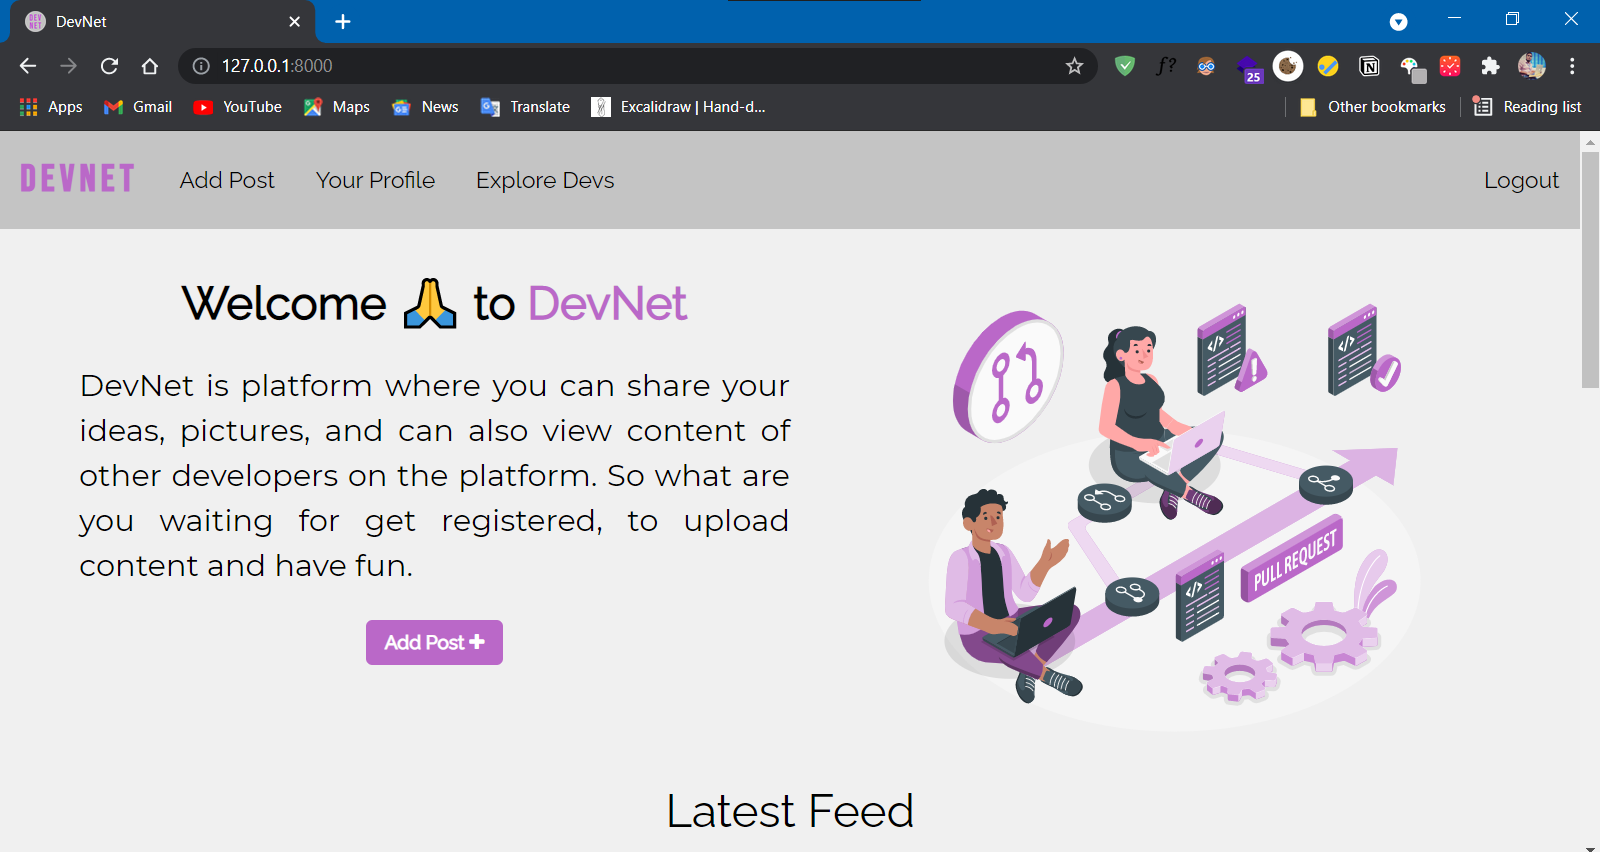 DevNet
127.0.0.1:8000
f?
25
Apps Gmail YouTube Maps News Translate Excalidraw | Hand-d... Other bookmarks Reading list
DEVNET Add Post Your Profile Explore Devs Logout
Welcome 🙏 to DevNet
DevNet is platform where you can share your
ideas, pictures, and can also view content of
other developers on the platform. So what are
you waiting for get registered, to upload
content and have fun.
Add Post
</>
</>
</>
PULL REQUEST
Latest Feed